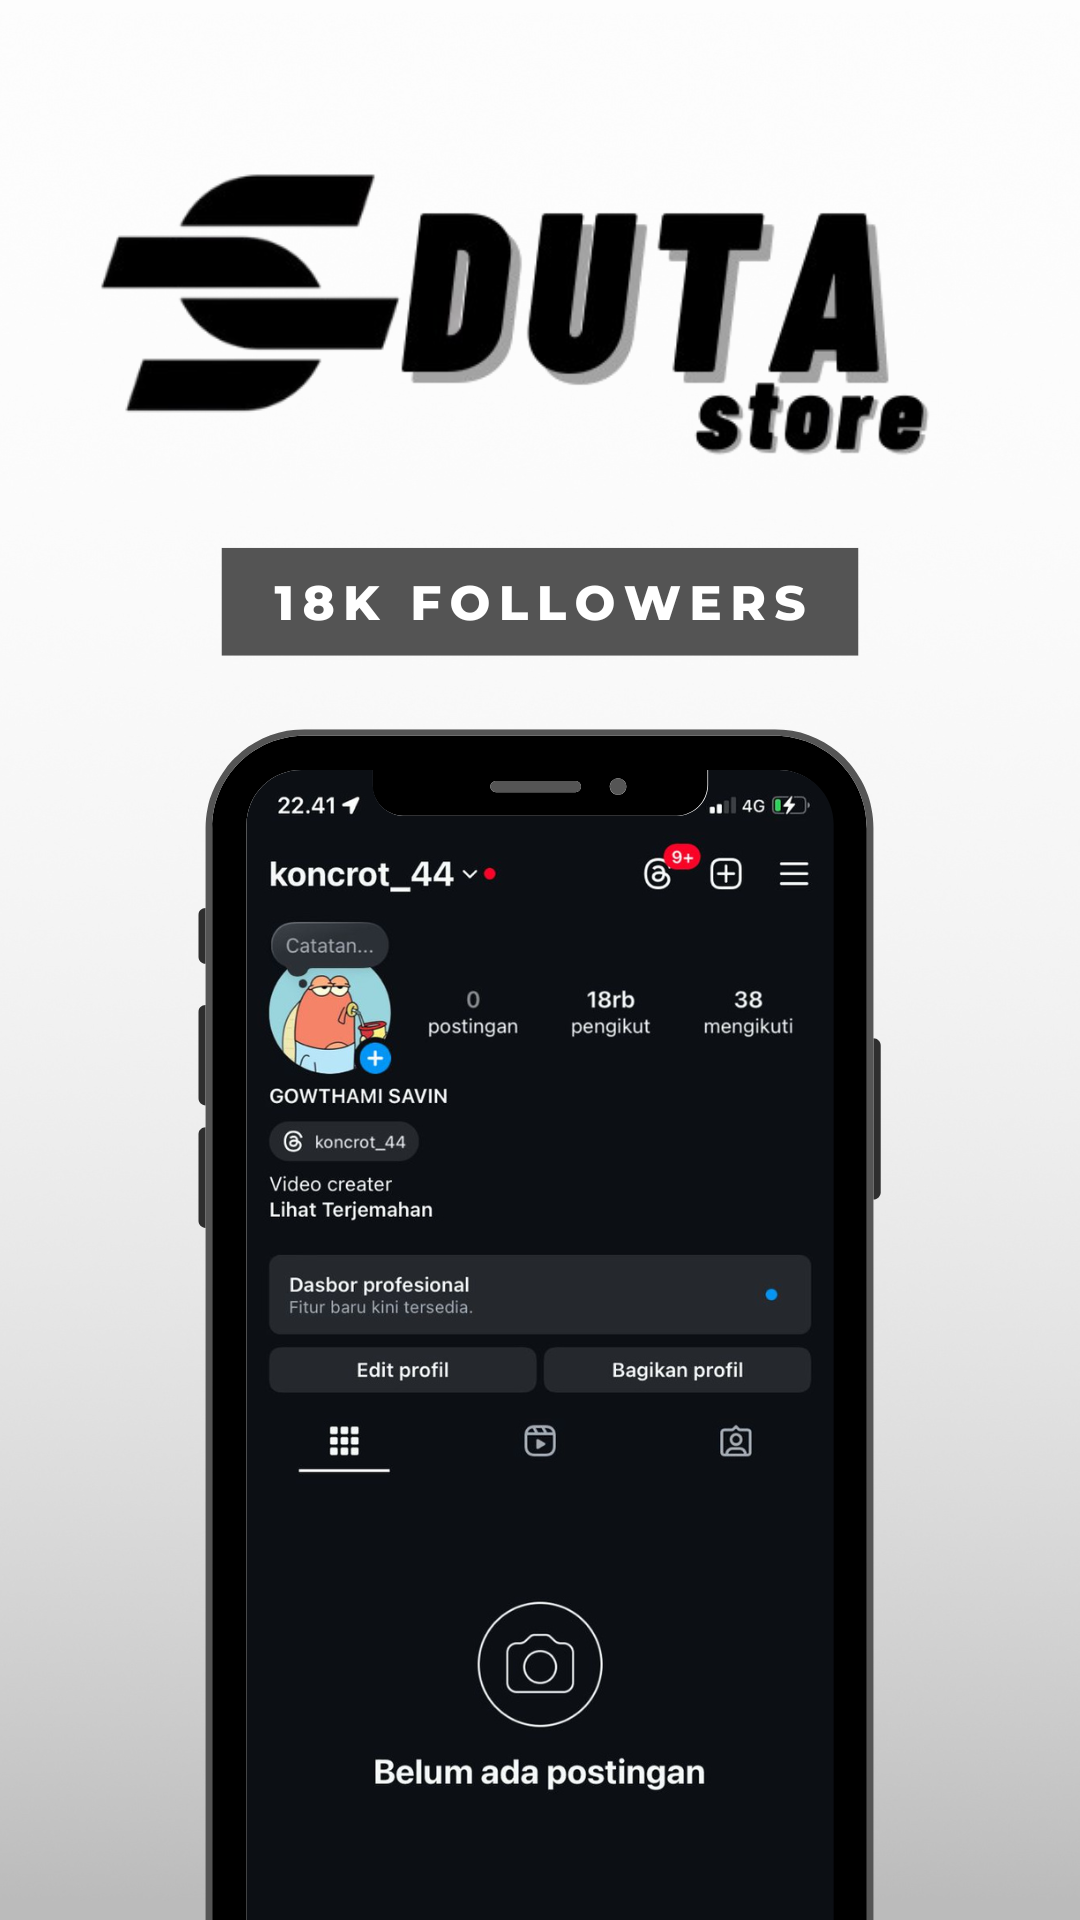 DUTA
store
18K FOLLOWERS
22.41
4G
koncrot_44
9+
Catatan...
0
postingan
18rb
pengikut
38
mengikuti
GOWTHAMI SAVIN
koncrot_44
Video creater
Lihat Terjemahan
Dasbor profesional
Fitur baru kini tersedia.
Edit profil
Bagikan profil
Belum ada postingan